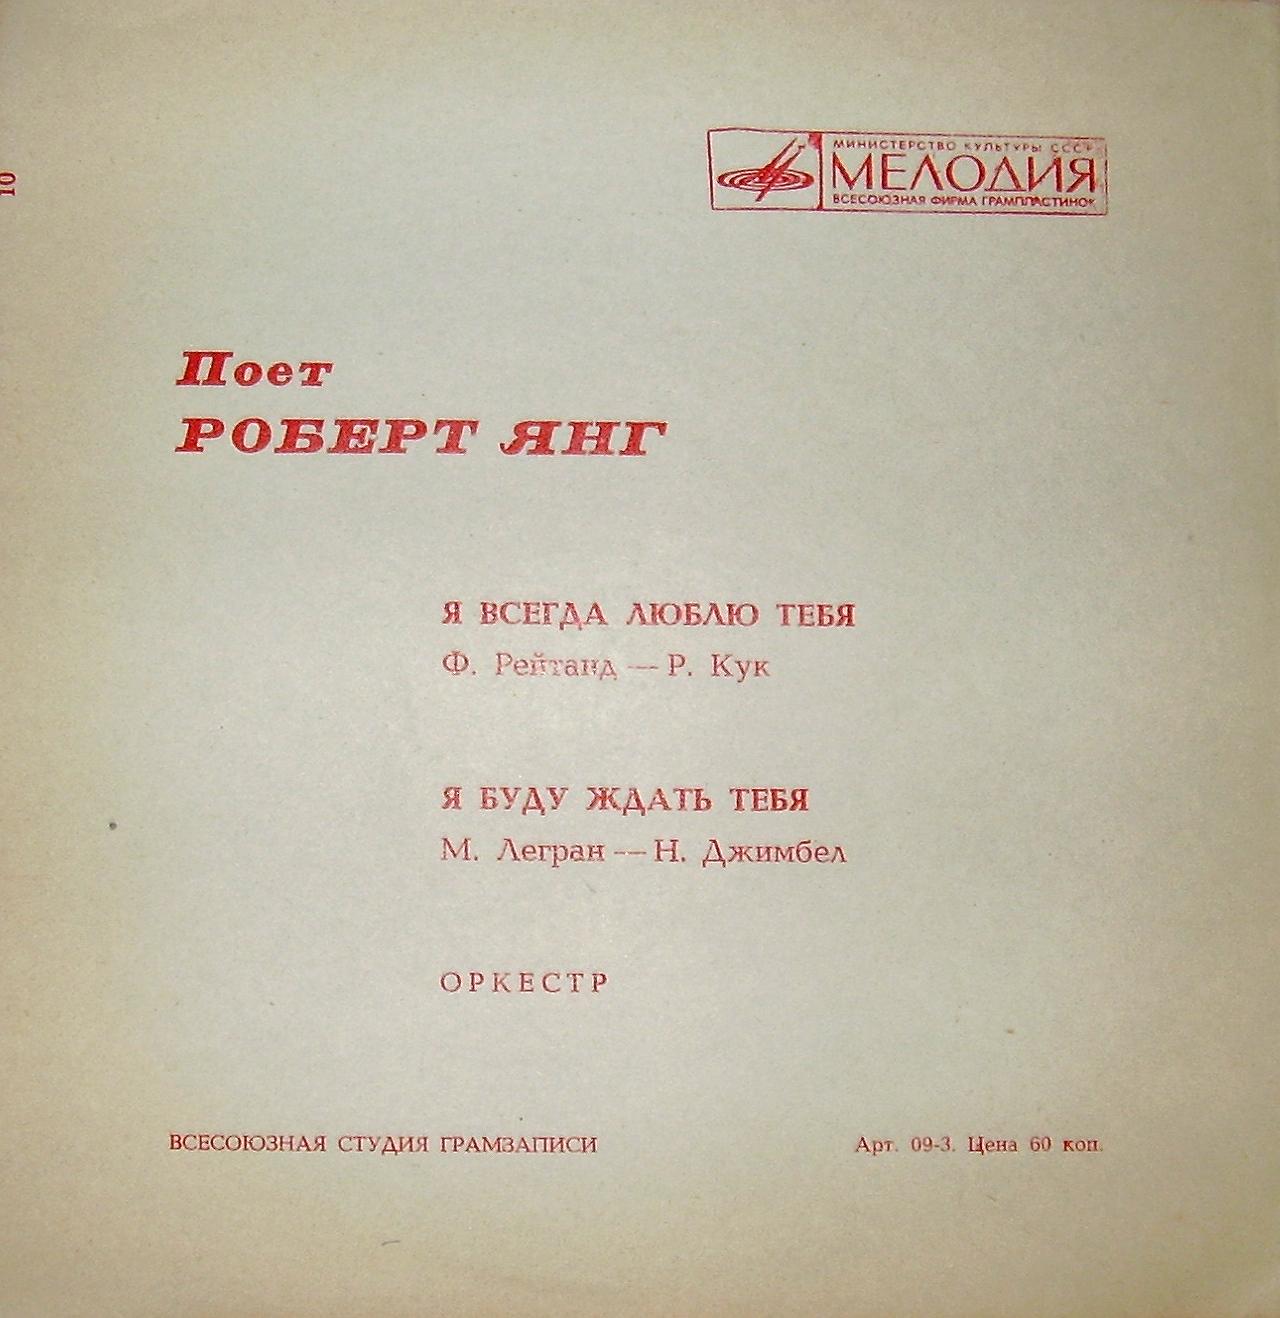 10
МИНИСТЕРСТВО КУЛЬТУРЫ СССР
МЕЛОДИЯ
ВСЕСОЮЗНАЯ ФИРМА ГРАМПЛАСТИНОК
Поет
РОБЕРТ ЯНГ
Я ВСЕГДА ЛЮБЛЮ ТЕБЯ
Ф. Рейтанд — Р. Кук
Я БУДУ ЖДАТЬ ТЕБЯ
М. Легран — Н. Джимбел
ОРКЕСТР
ВСЕСОЮЗНАЯ СТУДИЯ ГРАМЗАПИСИ
Арт. 09-3. Цена 60 коп.